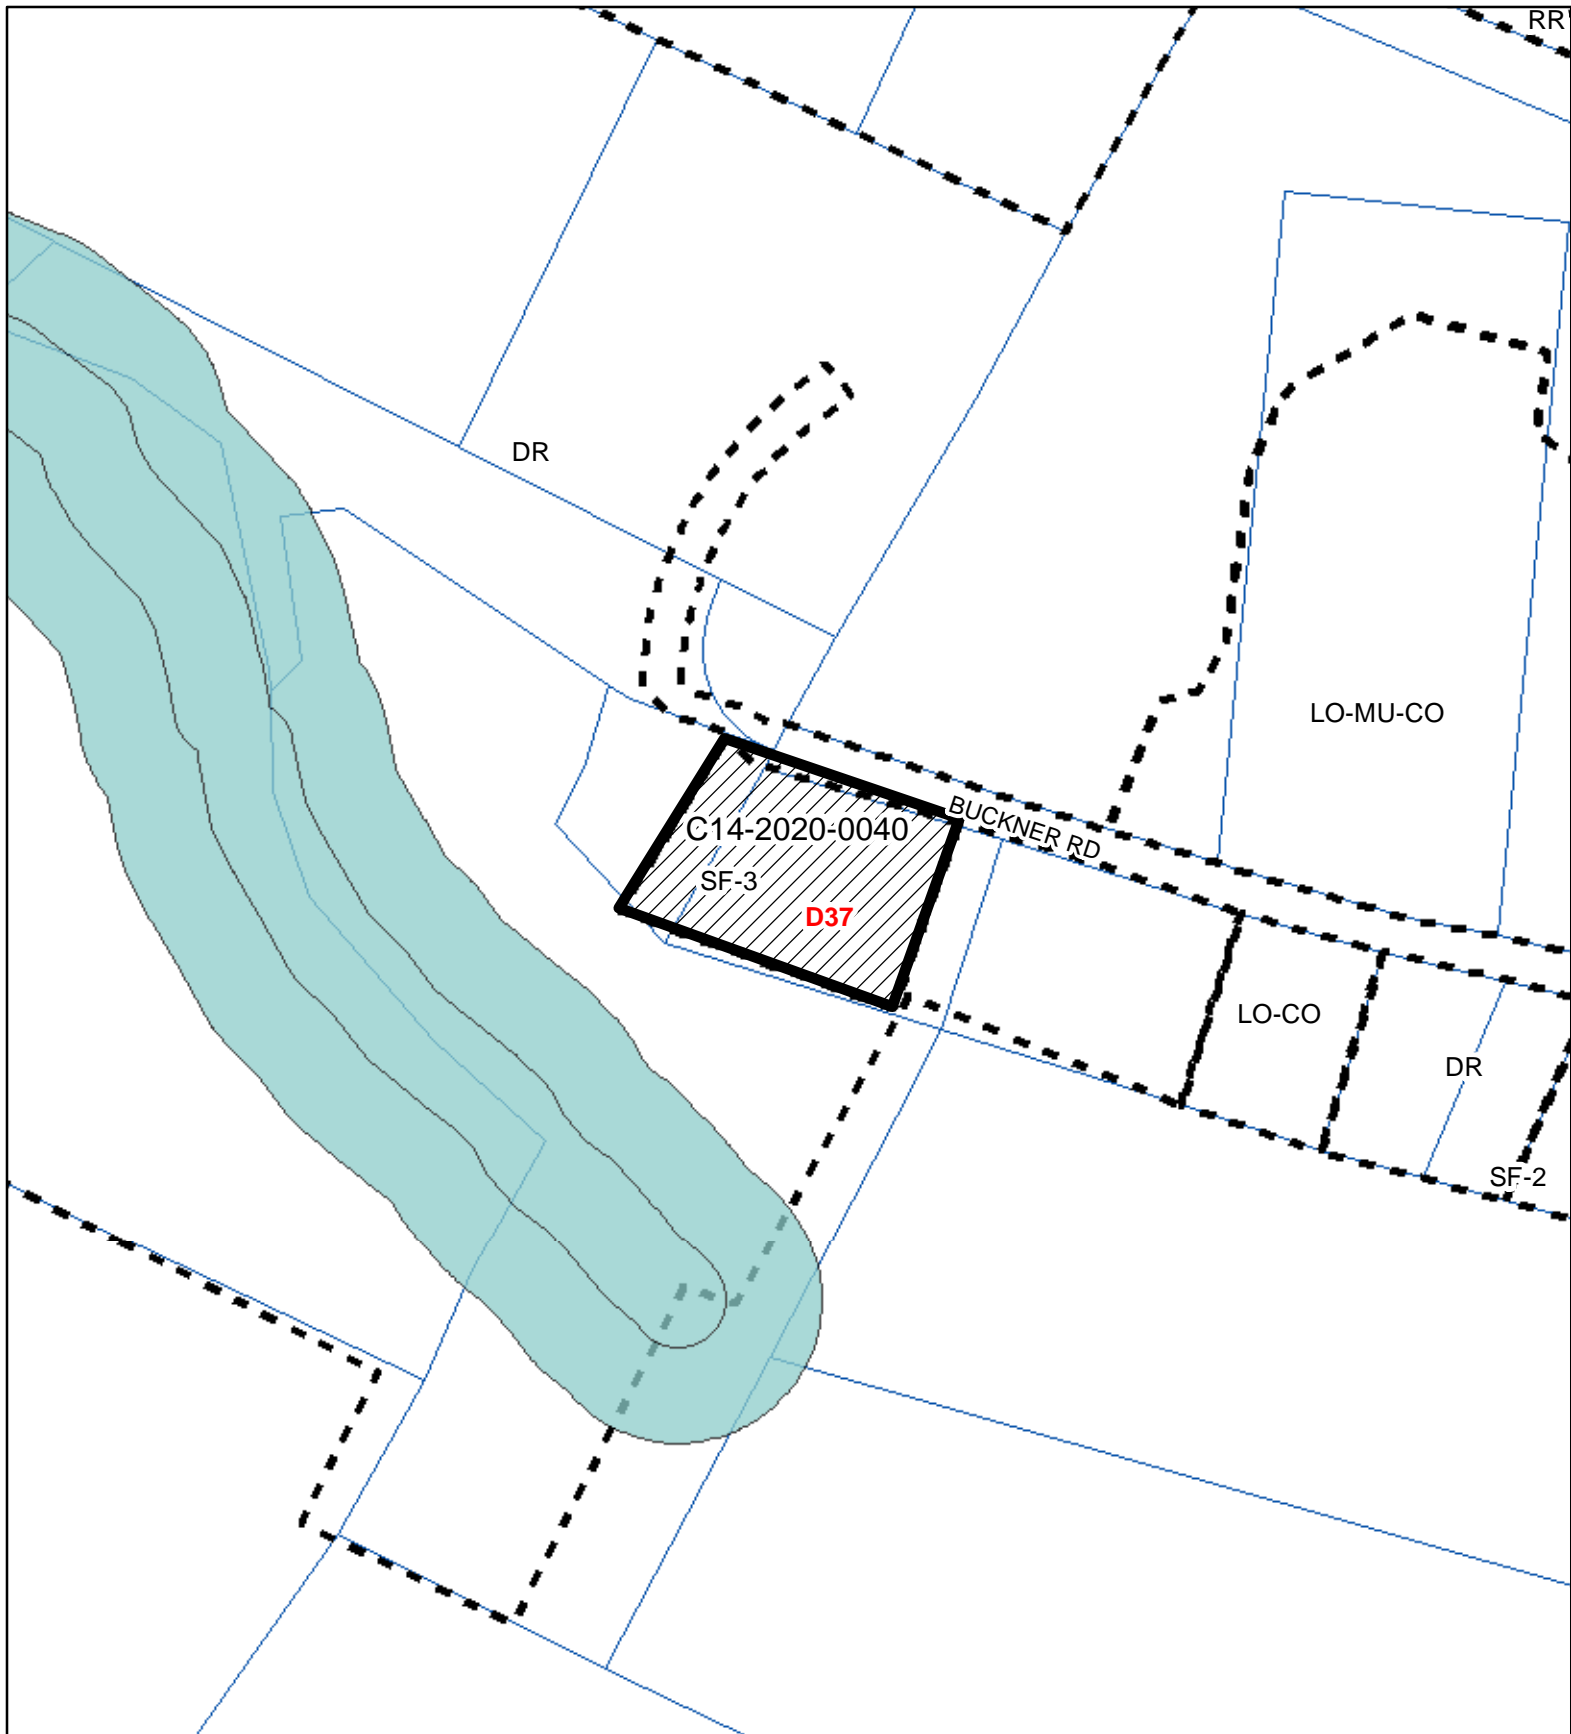 RR
DR
LO-MU-CO
BUCKNER RD
C14-2020-0040
SF-3
D37
LO-CO
DR
SF-2